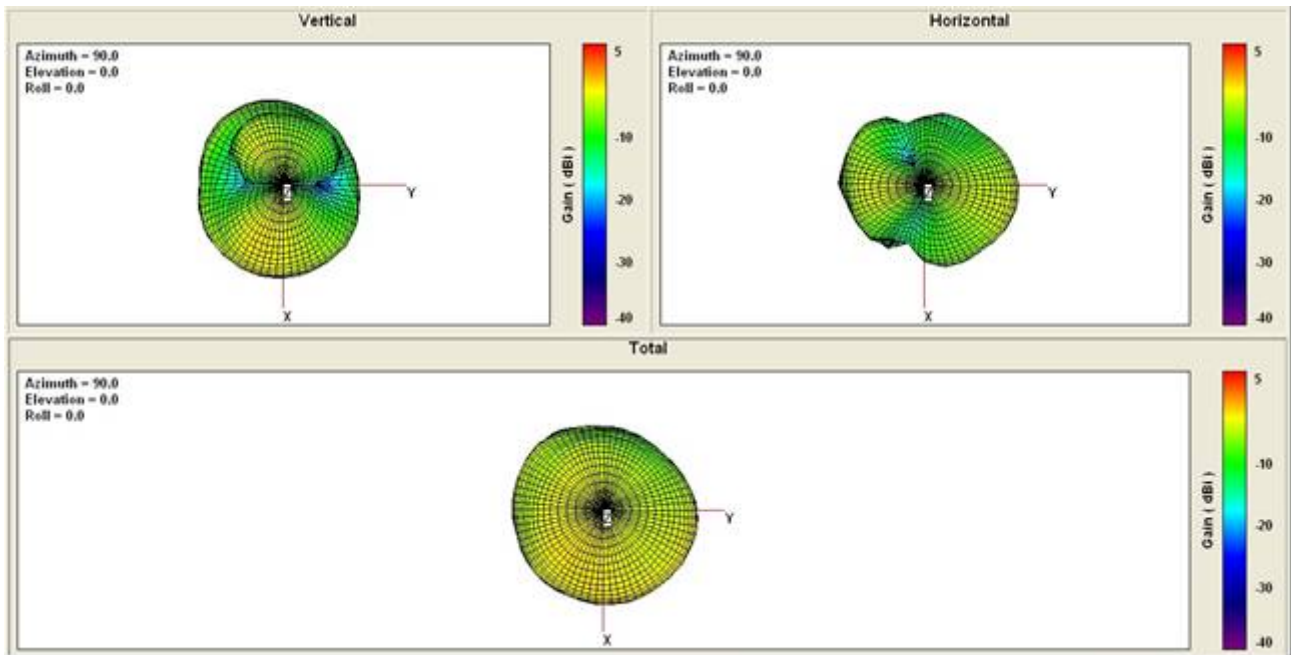 Vertical
Azimuth = 90.0
Elevation = 0.0
Roll = 0.0
Y
X
5
-10
-20
-30
-40
Gain ( dBi )
Horizontal
Azimuth = 90.0
Elevation = 0.0
Roll = 0.0
Y
X
5
-10
-20
-30
-40
Gain ( dBi )
Total
Azimuth = 90.0
Elevation = 0.0
Roll = 0.0
Y
X
5
-10
-20
-30
-40
Gain ( dBi )